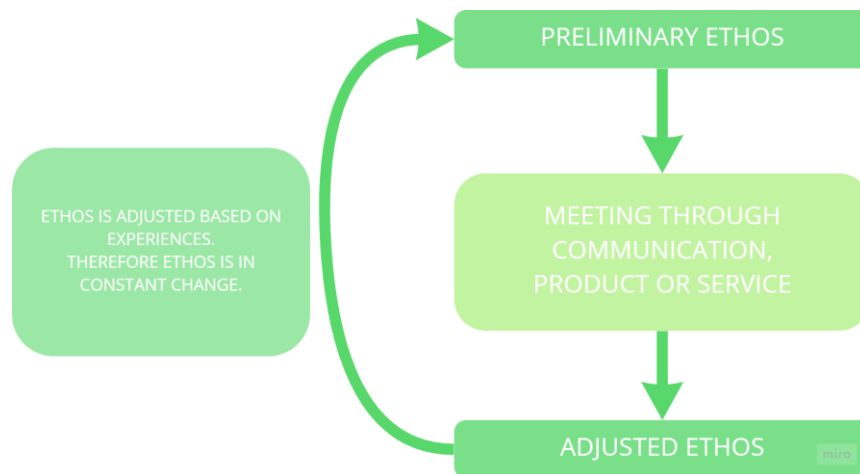 PRELIMINARY ETHOS
ETHOS IS ADJUSTED BASED ON
EXPERIENCES.
THEREFORE ETHOS IS IN
CONSTANT CHANGE.
MEETING THROUGH
COMMUNICATION,
PRODUCT OR SERVICE
ADJUSTED ETHOS
miro